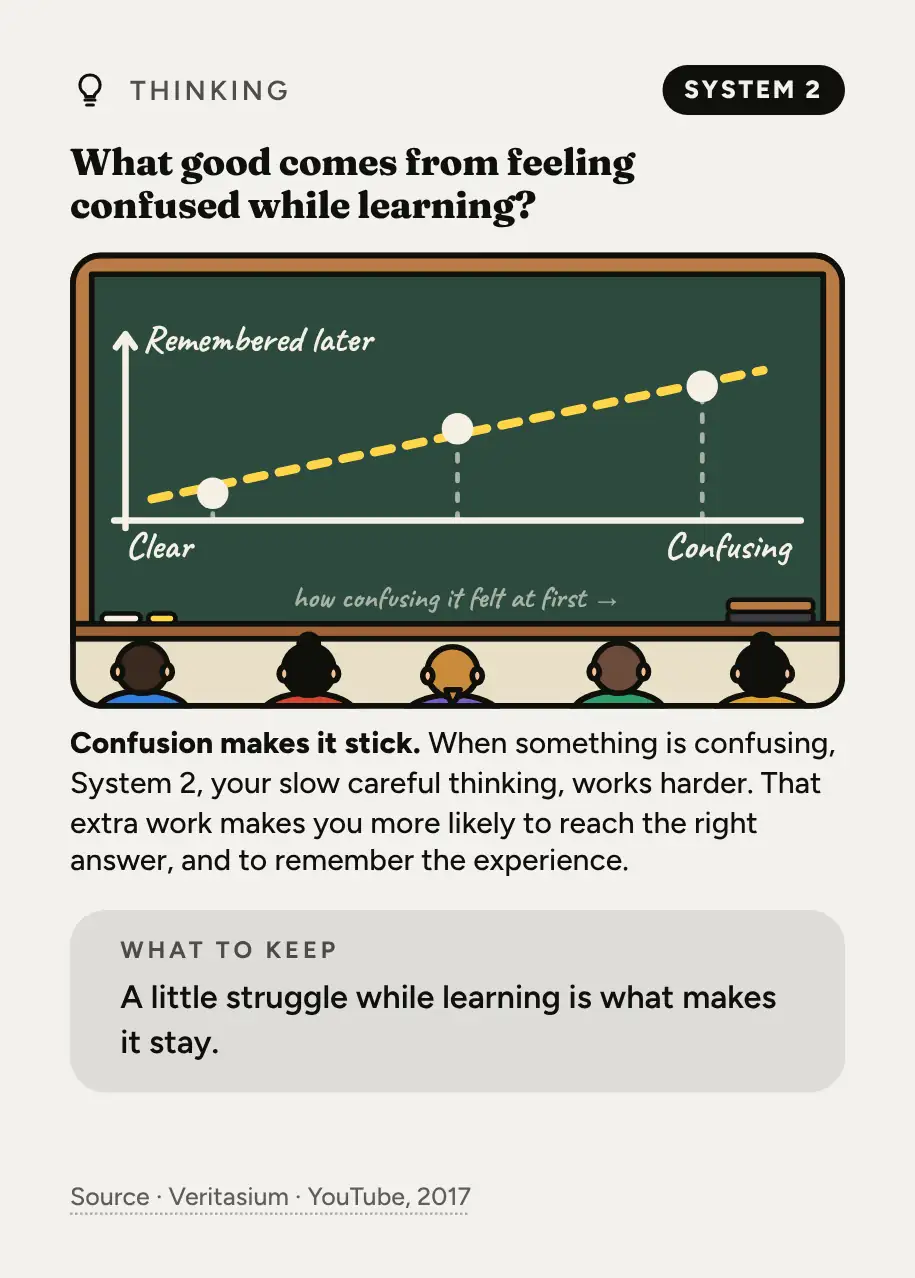 THINKING
SYSTEM 2
What good comes from feeling
confused while learning?
Remembered later
Clear
Confusing
how confusing it felt at first →
Confusion makes it stick. When something is confusing,
System 2, your slow careful thinking, works harder. That
extra work makes you more likely to reach the right
answer, and to remember the experience.
WHAT TO KEEP
A little struggle while learning is what makes
it stay.
Source · Veritasium · YouTube, 2017